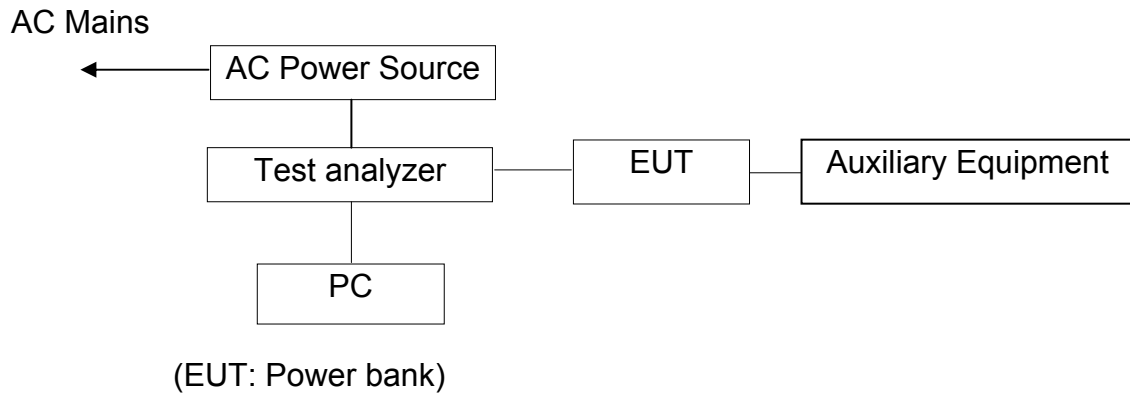 AC Mains
AC Power Source
Test analyzer
EUT
Auxiliary Equipment
PC
(EUT: Power bank)